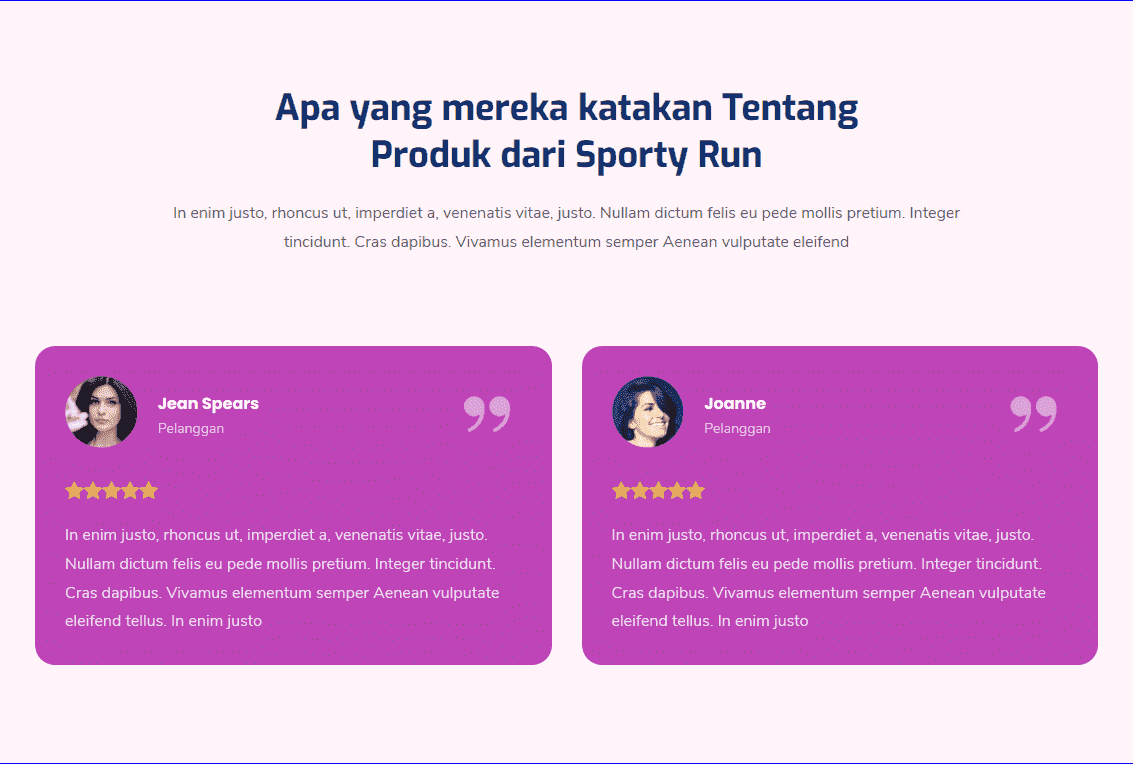 Apa yang mereka katakan Tentang
Produk dari Sporty Run
In enim justo, rhoncus ut, imperdiet a, venenatis vitae, justo. Nullam dictum felis eu pede mollis pretium. Integer
tincidunt. Cras dapibus. Vivamus elementum semper Aenean vulputate eleifend
Jean Spears
Pelanggan
In enim justo, rhoncus ut, imperdiet a, venenatis vitae, justo.
Nullam dictum felis eu pede mollis pretium. Integer tincidunt.
Cras dapibus. Vivamus elementum semper Aenean vulputate
eleifend tellus. In enim justo
Joanne
Pelanggan
In enim justo, rhoncus ut, imperdiet a, venenatis vitae, justo.
Nullam dictum felis eu pede mollis pretium. Integer tincidunt.
Cras dapibus. Vivamus elementum semper Aenean vulputate
eleifend tellus. In enim justo